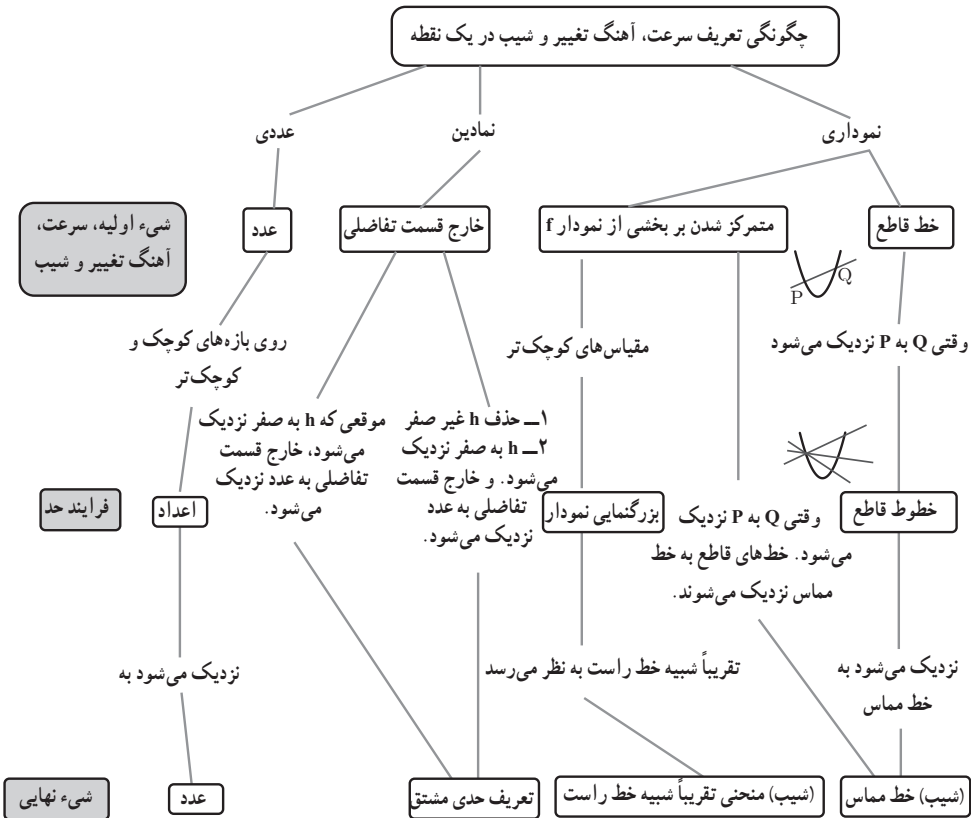 چگونگی تعریف سرعت، آهنگ تغییر و شیب در یک نقطه
نموداری
نمادین
عددی
خط قاطع
متمرکز شدن بر بخشی از نمودار f
خارج قسمت تفاضلی
عدد
شیء اولیه، سرعت،
آهنگ تغییر و شیب
P
Q
وقتی Q به P نزدیک می‌شود
مقیاس‌های کوچک‌تر
روی بازه‌های کوچک و
کوچک‌تر
۱ــ حذف h غیر صفر
۲ــ h به صفر نزدیک
می‌شود. و خارج قسمت
تفاضلی به عدد
نزدیک می‌شود.
موقعی که h به صفر نزدیک
می‌شود، خارج قسمت
تفاضلی به عدد نزدیک
می‌شود.
خطوط قاطع
وقتی Q به P نزدیک
می‌شود. خط‌های قاطع به خط
مماس نزدیک می‌شوند.
بزرگنمایی نمودار
اعداد
فرایند حد
نزدیک می‌شود به
خط مماس
تقریباً شبیه خط راست به نظر می‌رسد
نزدیک می‌شود به
(شیب) خط مماس
(شیب) منحنی تقریباً شبیه خط راست
تعریف حدی مشتق
عدد
شیء نهایی